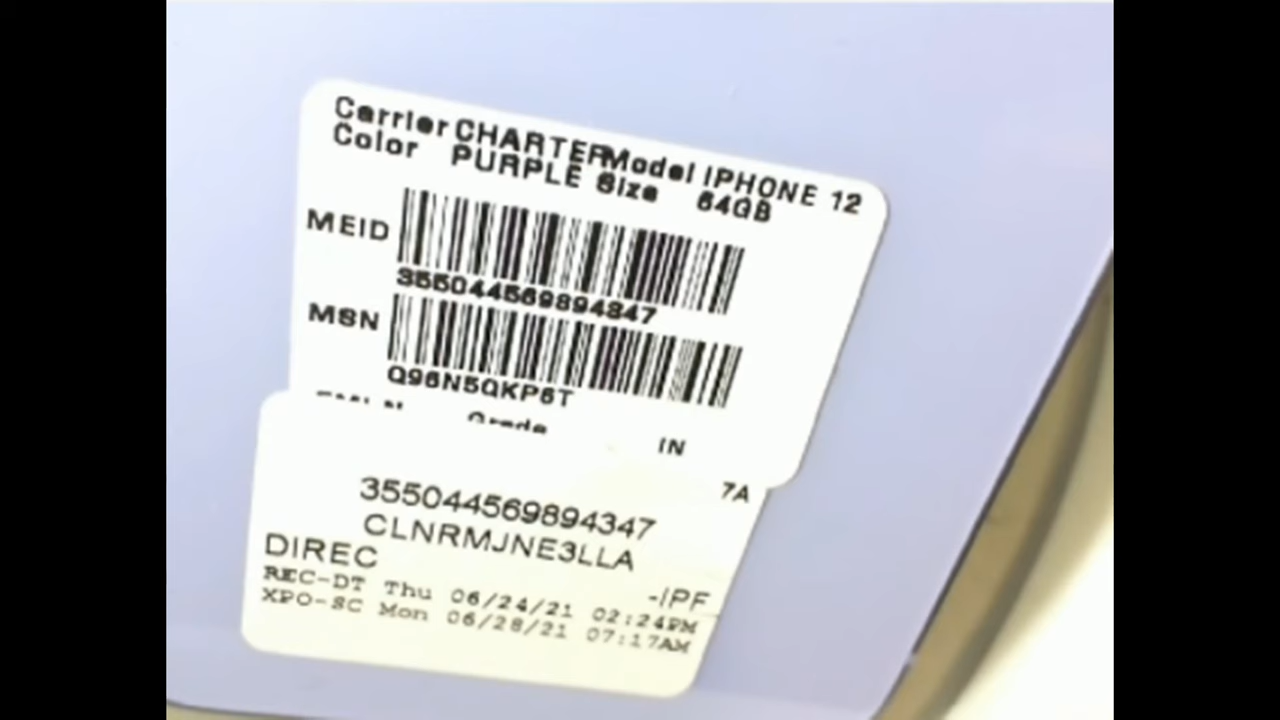 Carrier CHARTER Model IPHONE 12
Color PURPLE Size 64GB
MEID
355044569894347
MSN
Q96N5QKP6T
Grade IN
7A
355044569894347
CLNRMJNE3LLA
DIREC -IPF
REC-DT Thu 06/24/21 02:24PM
XPO-SC Mon 06/28/21 07:17AM